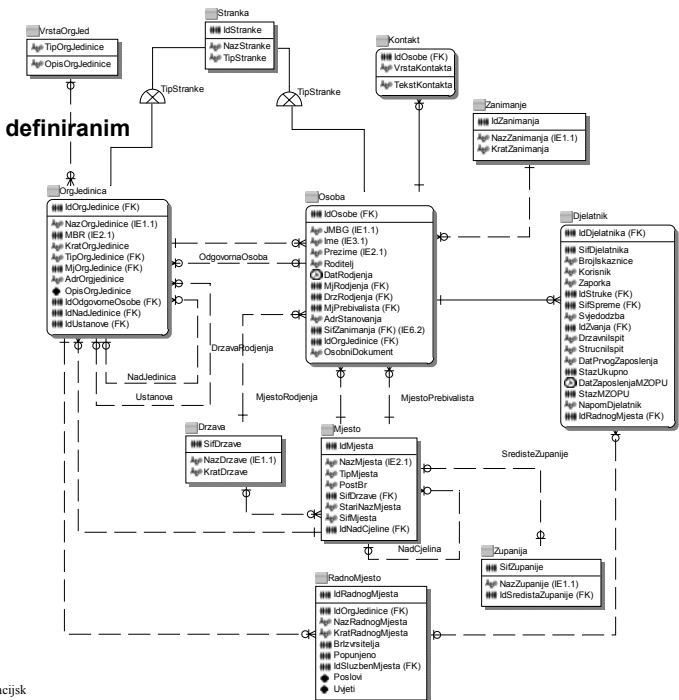 Stranka
IdStranke
NazStranke
TipStranke
VrstaOrgJed
TipOrgJedinice
OpisOrgJedinice
TipStranke
TipStranke
Kontakt
IdOsobe (FK)
VrstaKontakta
TekstKontakta
Zanimanje
IdZanimanja
NazZanimanja (IE1.1)
KratZanimanja
definiranim
OrgJedinica
IdOrgJedinice (FK)
NazOrgJedinice (IE1.1)
MBR (IE2.1)
KratOrgJedinice
TipOrgJedinice (FK)
MjOrgJedinice (FK)
AdrOrgjedinice
OpisOrgJedinice
IdOdgovorneOsobe (FK)
IdNadJedinice (FK)
IdUstanove (FK)
OdgovornaOsoba
Osoba
IdOsobe (FK)
JMBG (IE1.1)
Ime (IE3.1)
Prezime (IE2.1)
Roditelj
DatRodjenja
MjRodjenja (FK)
DrzRodjenja (FK)
MjPrebivalista (FK)
AdrStanovanja
SifZanimanja (FK) (IE6.2)
IdOrgJedinice (FK)
OsobniDokument
Djelatnik
IdDjelatnika (FK)
SifDjelatnika
BrojIskaznice
Korisnik
Zaporka
IdStruke (FK)
SifSpreme (FK)
Svjedodzba
IdZvanja (FK)
DrzavniIspit
StrucniIspit
DatPrvogZaposlenja
StazUkupno
DatZaposlenjaMZOPU
StazMZOPU
NapomDjelatnik
IdRadnogMjesta (FK)
DrzavaRodjenja
NadJedinica
Ustanova
MjestoRodjenja
MjestoPrebivalista
Drzava
SifDrzave
NazDrzave (IE1.1)
KratDrzave
Mjesto
IdMjesta
NazMjesta (IE2.1)
TipMjesta
PostBr
SifDrzave (FK)
StariNazMjesta
SifMjesta
IdNadCjeline (FK)
SredisteZupanije
NadCjelina
Zupanija
SifZupanije
NazZupanije (IE1.1)
IdSredistaZupanije (FK)
RadnoMjesto
IdRadnogMjesta
IdOrgJedinice (FK)
NazRadnogMjesta
KratRadnogMjesta
BrIzvrsitelja
Popunjeno
IdSluzbenMjesta (FK)
Poslovi
Uvjeti
cijsk